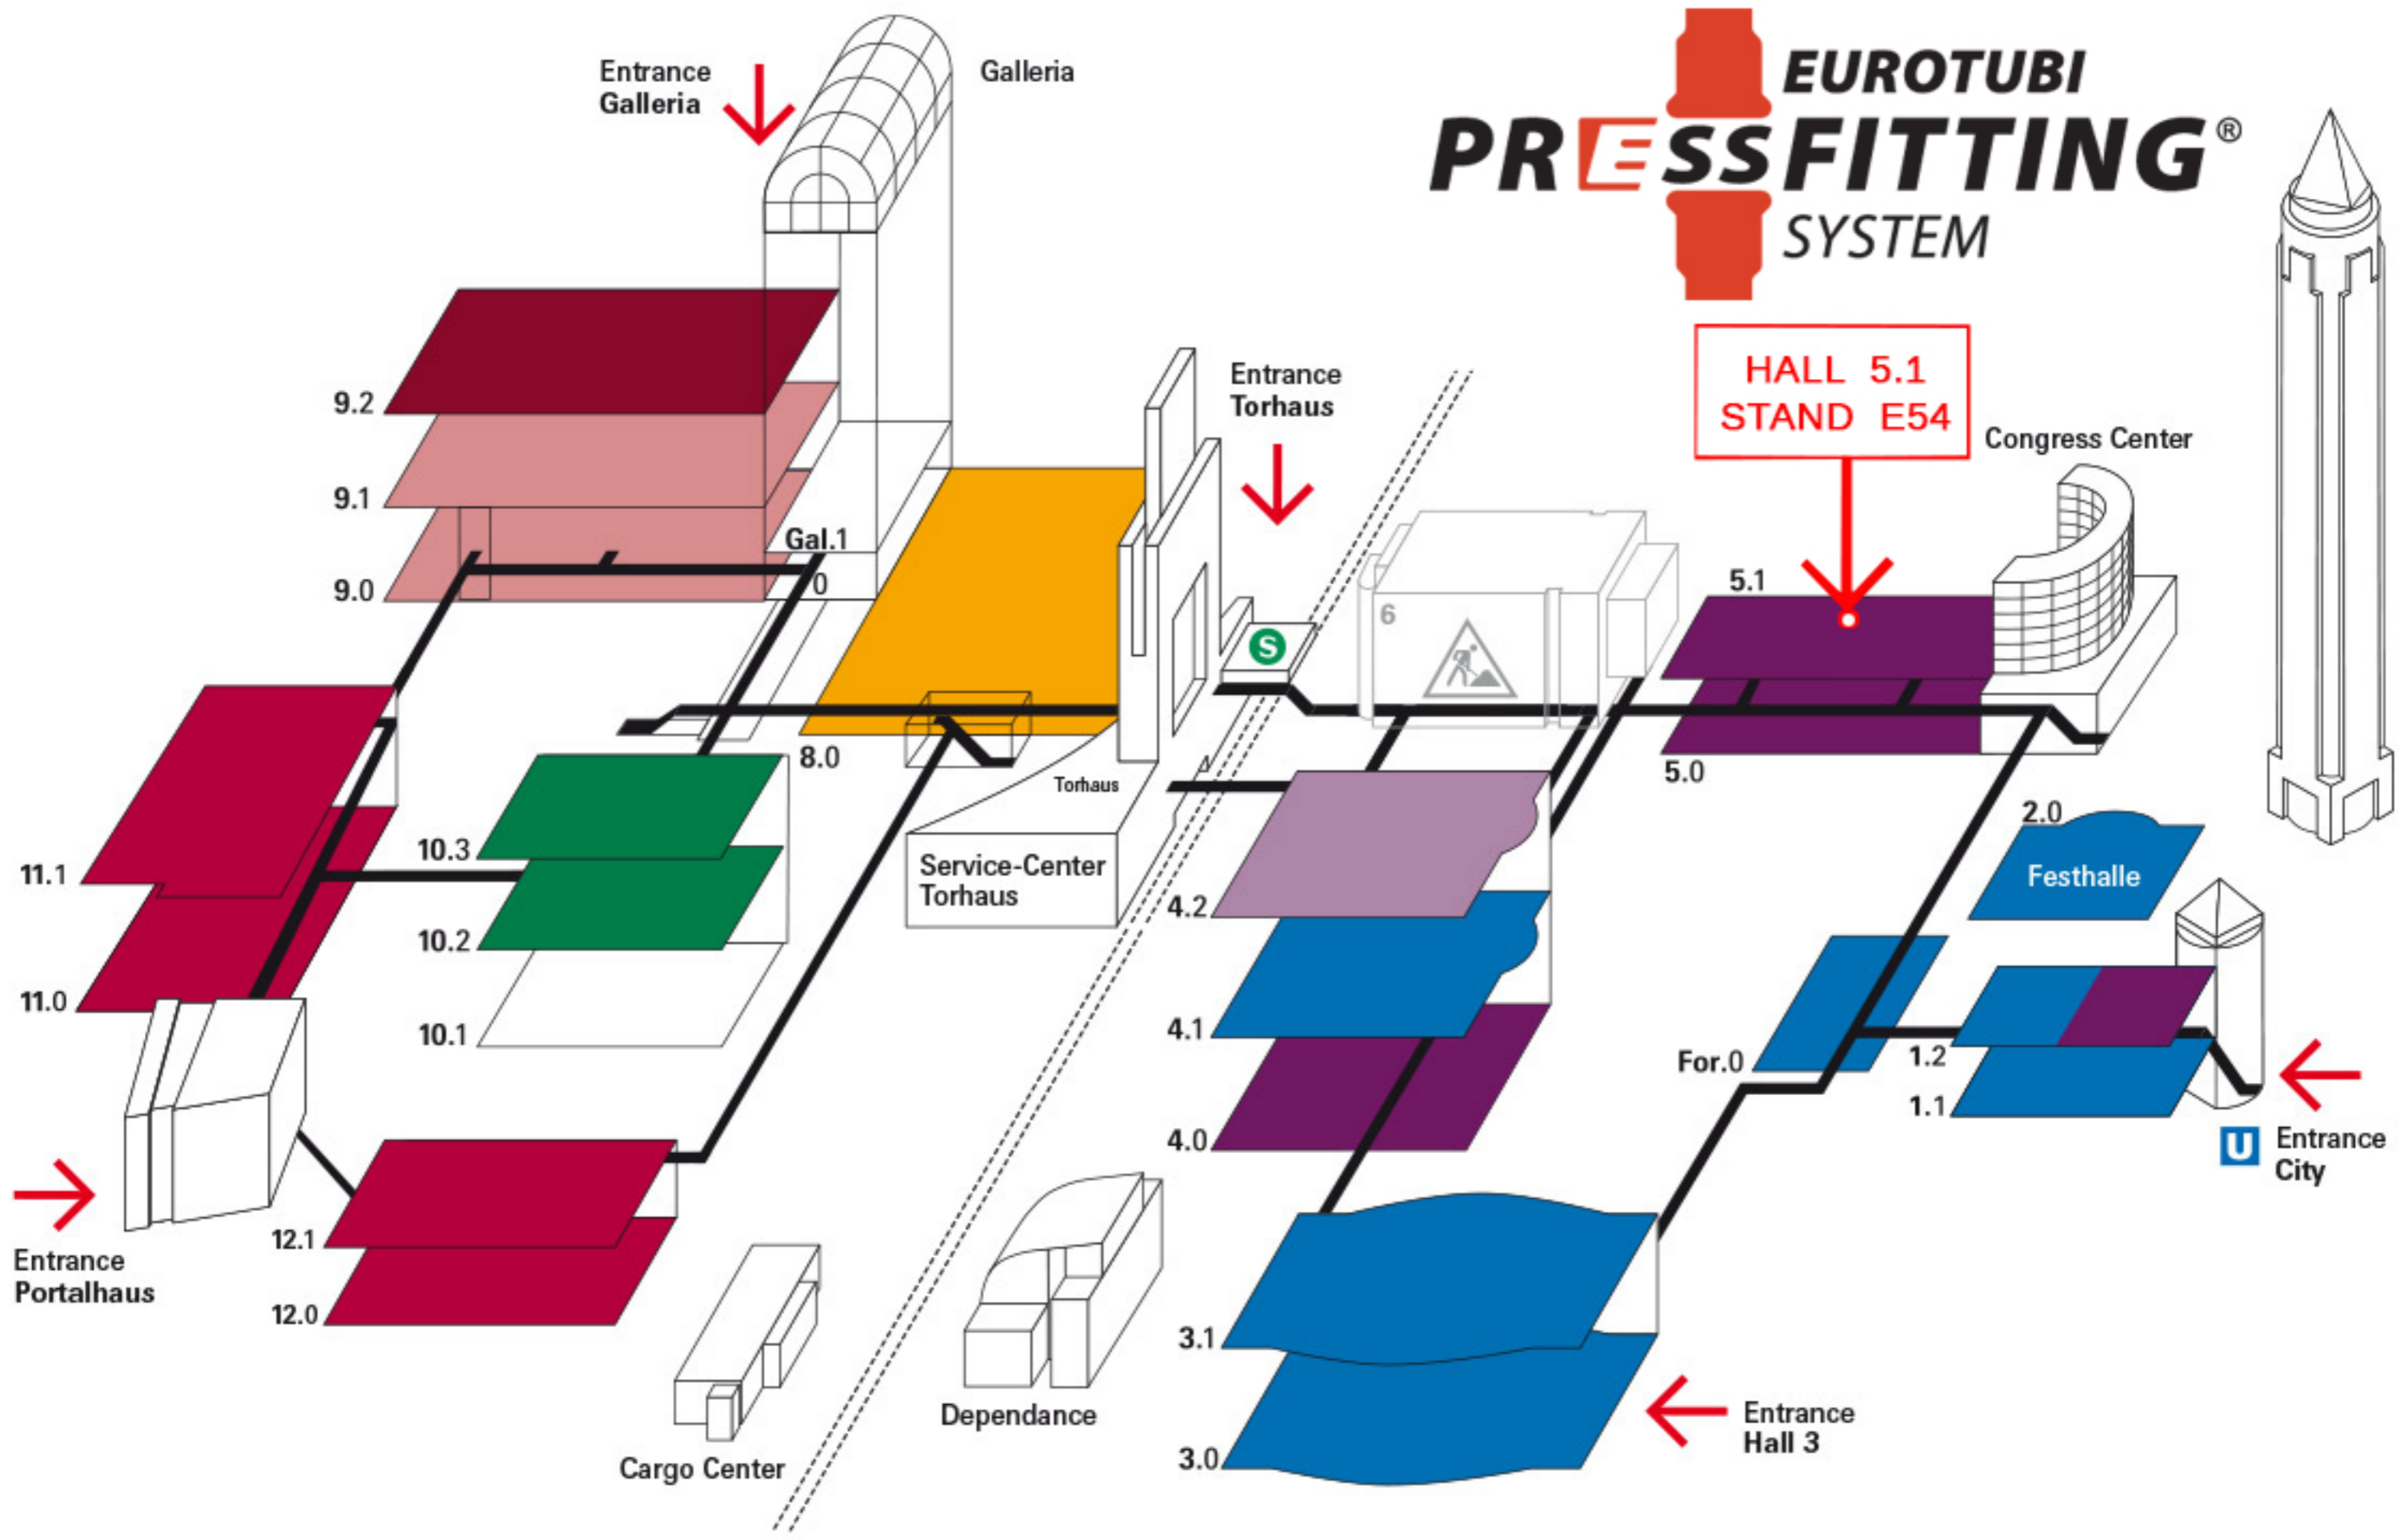 Entrance
Galleria
Galleria
EUROTUBI
PRESSFITTING®
SYSTEM
HALL 5.1
STAND E54
Entrance
Torhaus
Congress Center
9.2
9.1
9.0
Gal.1
0
S
6
5.1
5.0
8.0
Torhaus
Service-Center
Torhaus
11.1
11.0
10.3
10.2
10.1
4.2
4.1
4.0
2.0
Festhalle
For.0
1.2
1.1
U
Entrance
City
Entrance
Portalhaus
12.1
12.0
3.1
3.0
Dependance
Cargo Center
Entrance
Hall 3